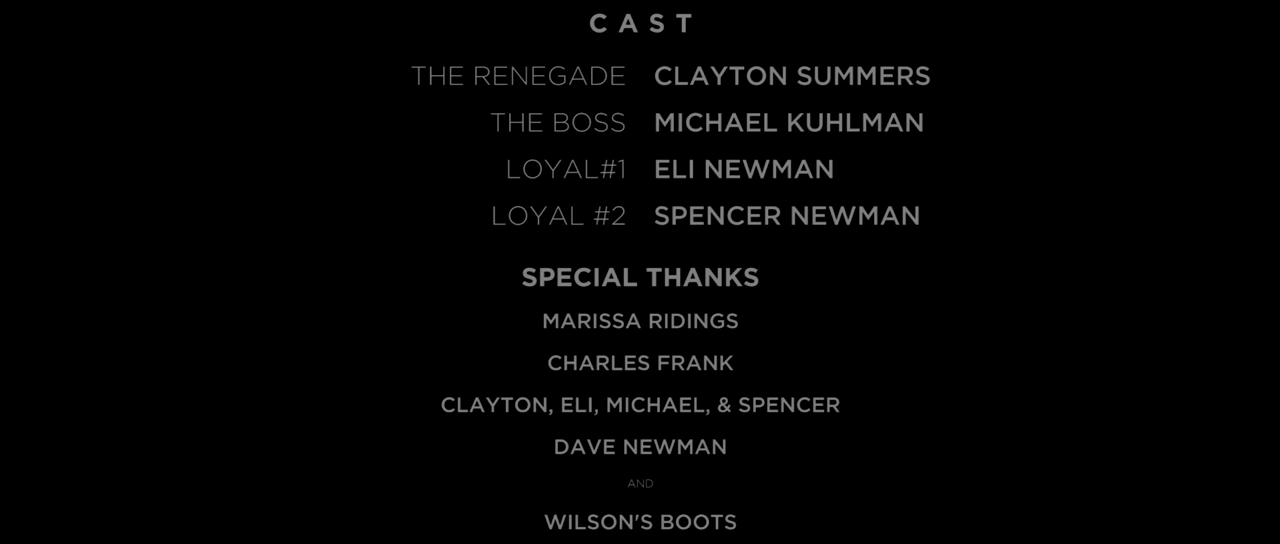 CAST
THE RENEGADE CLAYTON SUMMERS
THE BOSS MICHAEL KUHLMAN
LOYAL#1 ELI NEWMAN
LOYAL #2 SPENCER NEWMAN
SPECIAL THANKS
MARISSA RIDINGS
CHARLES FRANK
CLAYTON, ELI, MICHAEL, & SPENCER
DAVE NEWMAN
AND
WILSON'S BOOTS